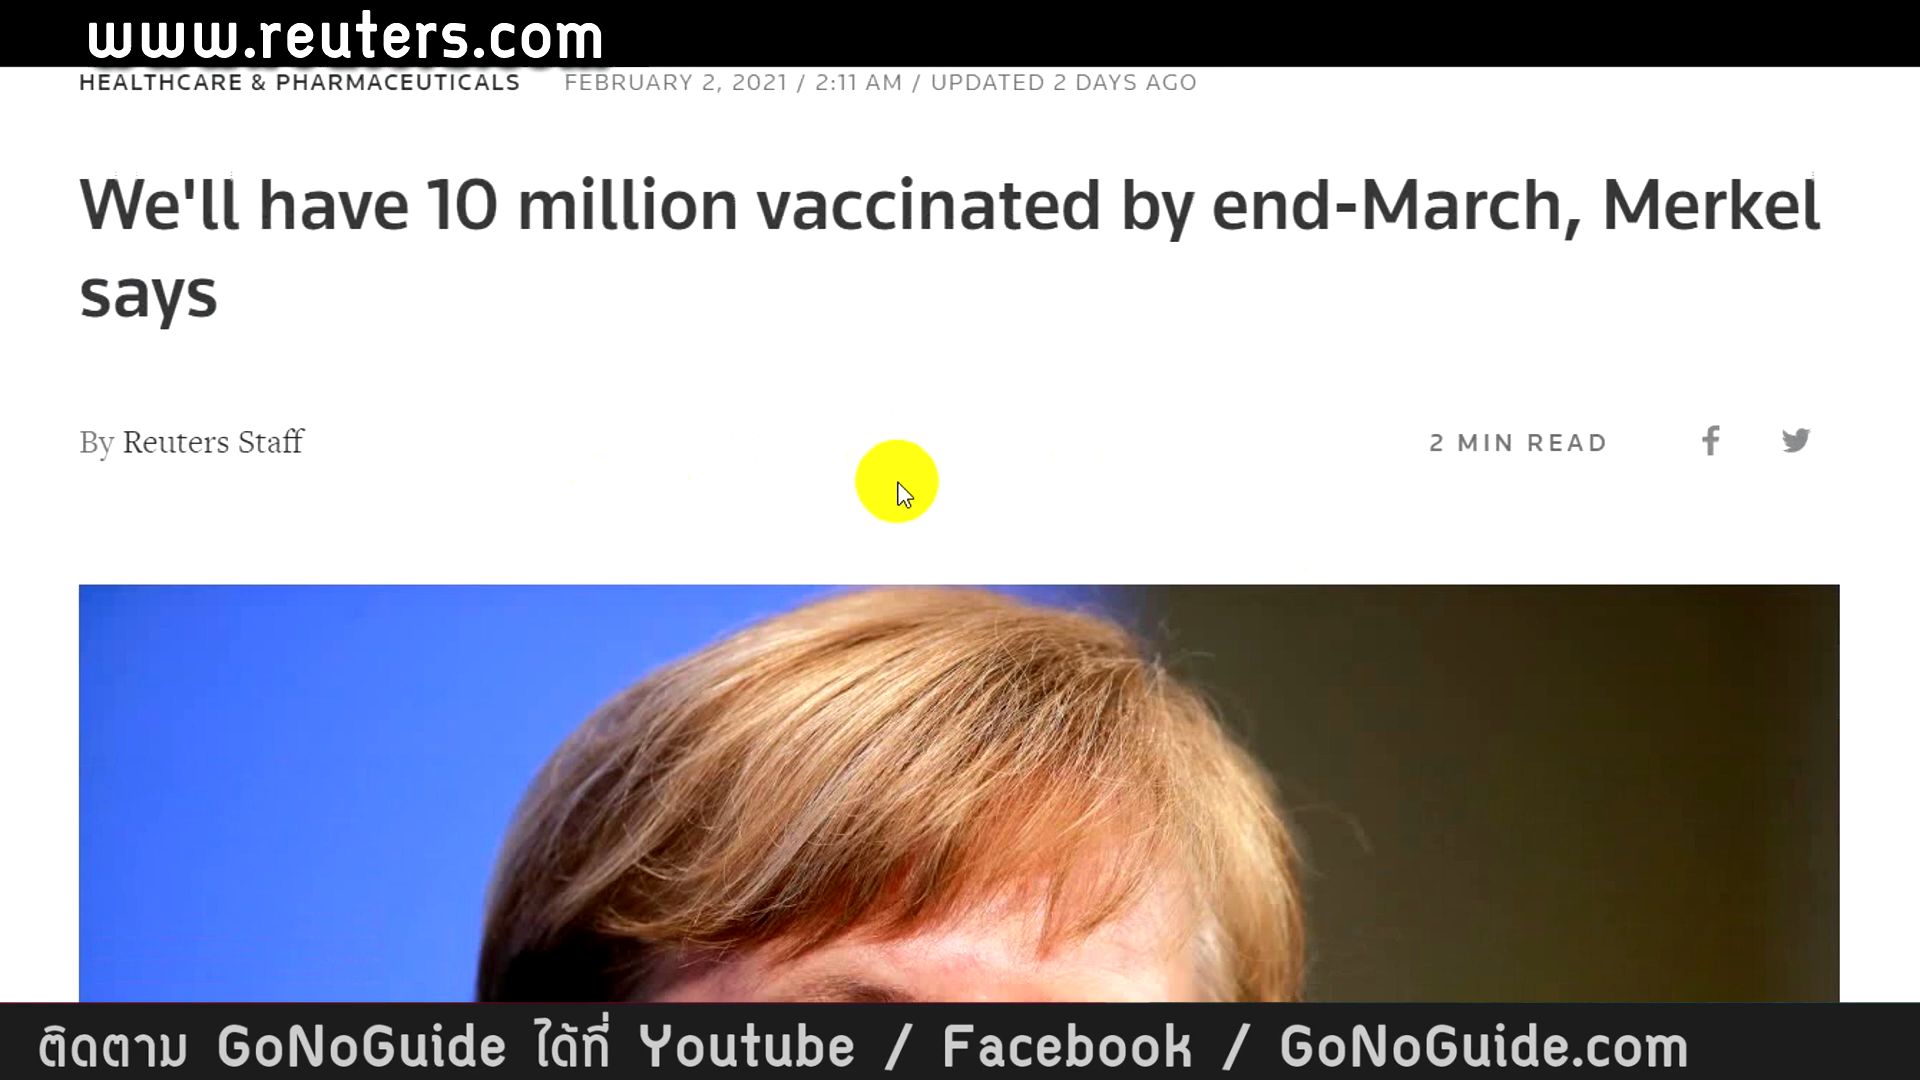 www.reuters.com
HEALTHCARE & PHARMACEUTICALS FEBRUARY 2, 2021 / 2:11 AM / UPDATED 2 DAYS AGO
We'll have 10 million vaccinated by end-March, Merkel
says
By Reuters Staff 2 MIN READ
ติดตาม GoNoGuide ได้ที่ Youtube / Facebook / GoNoGuide.com